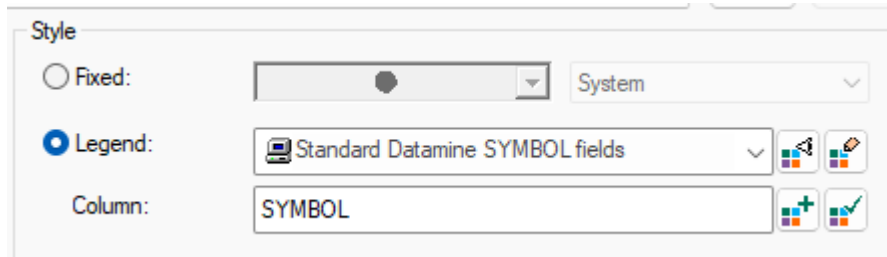 Style
Fixed: System
Legend: Standard Datamine SYMBOL fields
Column: SYMBOL